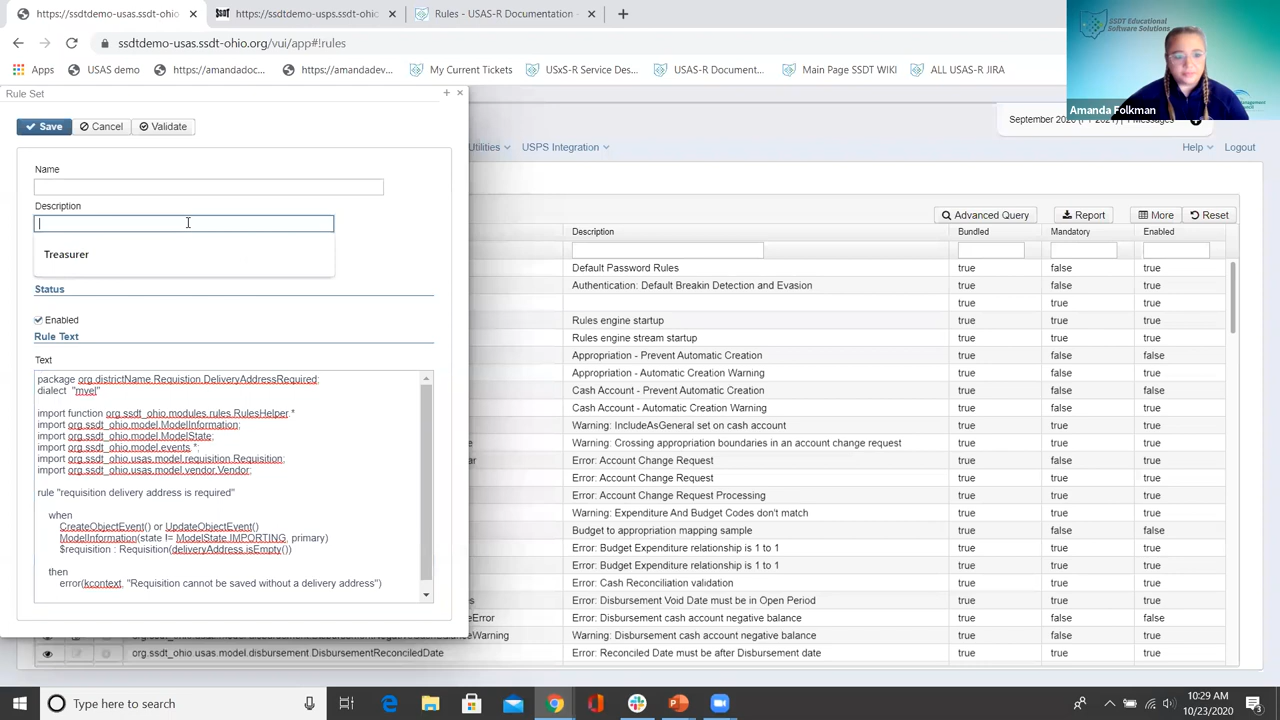 https://ssdtdemo-usas.ssdt-ohio
https://ssdtdemo-usps.ssdt-ohio
Rules - USAS-R Documentation -
ssdtdemo-usas.ssdt-ohio.org/vui/app#!rules
Apps
USAS demo
https://amandadoc...
https://amandadev...
My Current Tickets
USxS-R Service Des...
USAS-R Document...
Main Page SSDT WIKI
ALL USAS-R JIRA
SSDT Educational
Software Solutions
Amanda Folkman
Rule Set
Save
Cancel
Validate
Utilities
USPS Integration
Help
Logout
Name
Description
Treasurer
Status
Enabled
Rule Text
Text
package org.districtName.Requistion.DeliveryAddressRequired;
dialect "mvel"
import function org.ssdt_ohio.modules.rules.RulesHelper.*
import org.ssdt_ohio.model.ModelInformation;
import org.ssdt_ohio.model.ModelState;
import org.ssdt_ohio.model.events.*;
import org.ssdt_ohio.usas.model.requisition.Requisition;
import org.ssdt_ohio.usas.model.vendor.Vendor;
rule "requisition delivery address is required"
when
CreateObjectEvent() or UpdateObjectEvent()
ModelInformation(state != ModelState.IMPORTING, primary)
$requisition : Requisition(deliveryAddress.isEmpty())
then
error(kcontext, "Requisition cannot be saved without a delivery address")
Advanced Query
Report
More
Reset
Description Bundled Mandatory Enabled
Default Password Rules true false true
Authentication: Default Breakin Detection and Evasion true false true
true true true
Rules engine startup true true true
Rules engine stream startup true true true
Appropriation - Prevent Automatic Creation true false false
Appropriation - Automatic Creation Warning true false true
Cash Account - Prevent Automatic Creation true false false
Cash Account - Automatic Creation Warning true false true
Warning: IncludeAsGeneral set on cash account true true true
Warning: Crossing appropriation boundaries in an account change request true true true
Error: Account Change Request true false true
Error: Account Change Request true true true
Error: Account Change Request Processing true true true
Warning: Expenditure And Budget Codes don't match true true true
Budget to appropriation mapping sample true false false
Error: Budget Expenditure relationship is 1 to 1 true true true
Error: Budget Expenditure relationship is 1 to 1 true true true
Error: Cash Reconciliation validation true true true
Error: Disbursement Void Date must be in Open Period true true true
Error: Disbursement cash account negative balance true false false
Warning: Disbursement cash account negative balance true false true
org.ssdt_ohio.usas.model.disbursement.DisbursementReconciledDate Error: Reconciled Date must be after Disbursement date true true true
Type here to search
10:29 AM
10/23/2020